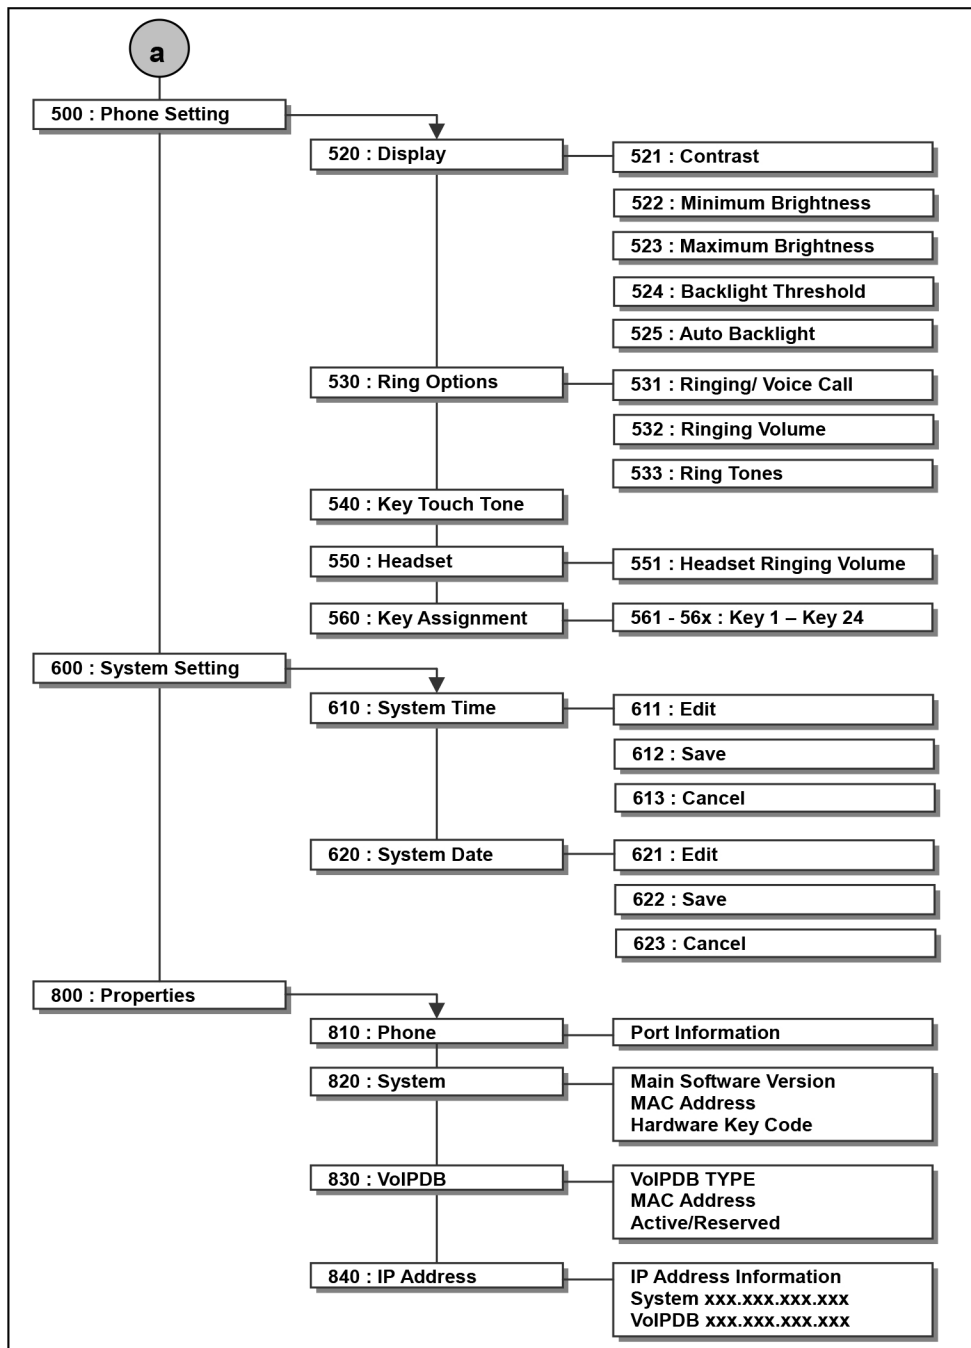 a
500 : Phone Setting
520 : Display
521 : Contrast
522 : Minimum Brightness
523 : Maximum Brightness
524 : Backlight Threshold
525 : Auto Backlight
530 : Ring Options
531 : Ringing/ Voice Call
532 : Ringing Volume
533 : Ring Tones
540 : Key Touch Tone
550 : Headset
551 : Headset Ringing Volume
560 : Key Assignment
561 - 56x : Key 1 – Key 24
600 : System Setting
610 : System Time
611 : Edit
612 : Save
613 : Cancel
620 : System Date
621 : Edit
622 : Save
623 : Cancel
800 : Properties
810 : Phone
Port Information
820 : System
Main Software Version
MAC Address
Hardware Key Code
830 : VoIPDB
VoIPDB TYPE
MAC Address
Active/Reserved
840 : IP Address
IP Address Information
System xxx.xxx.xxx.xxx
VoIPDB xxx.xxx.xxx.xxx